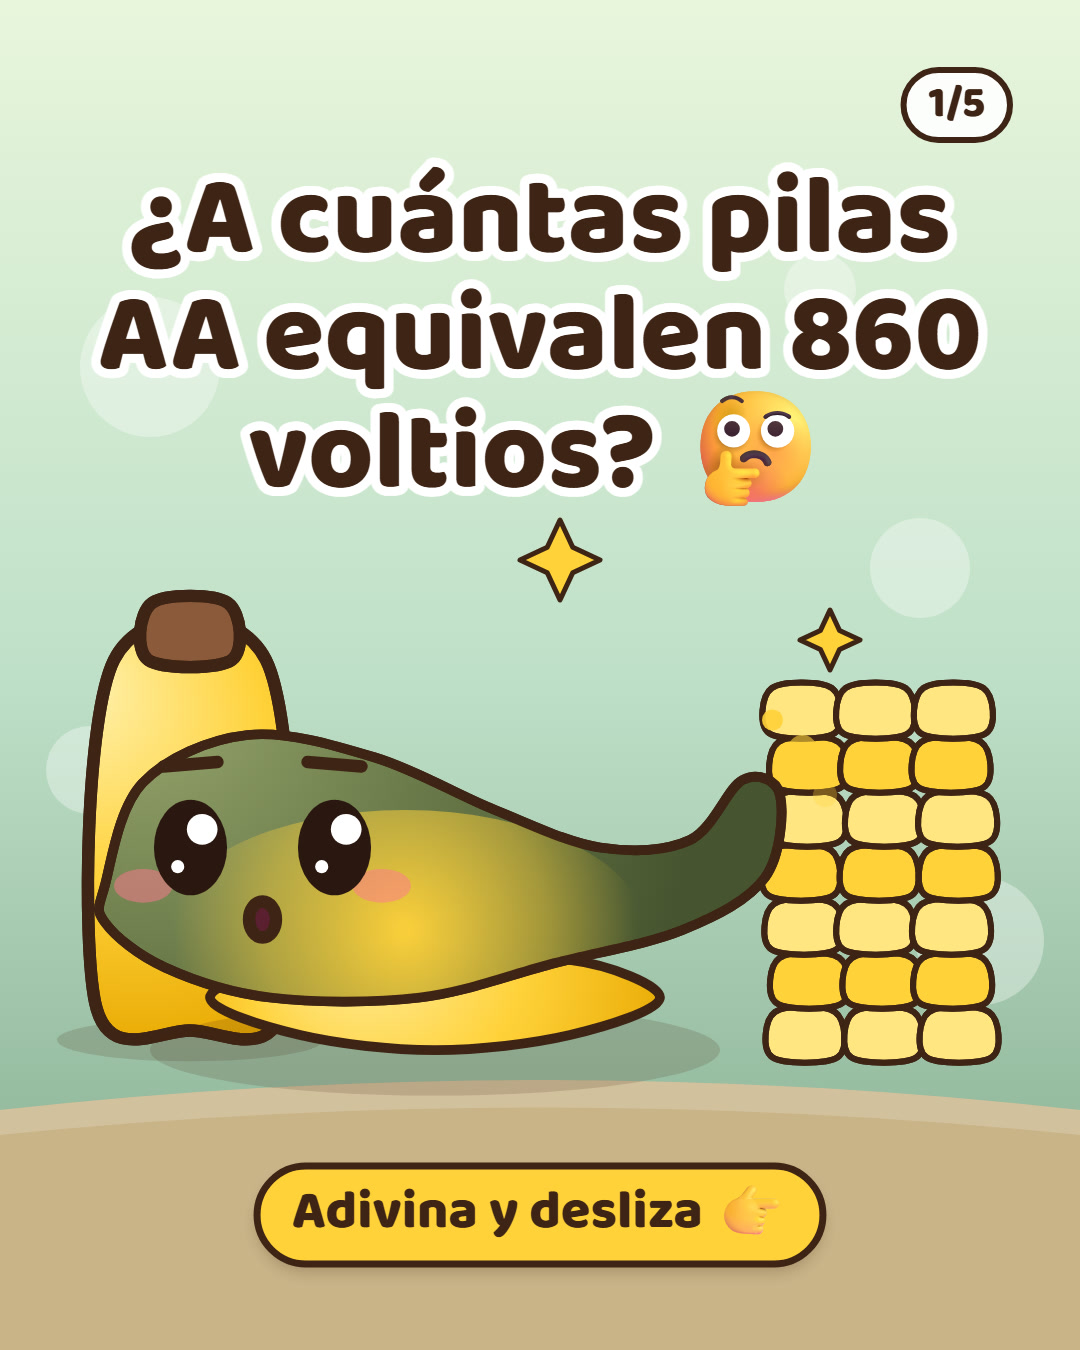 1/5
¿A cuántas pilas
AA equivalen 860
voltios? 🤔
Adivina y desliza 👉